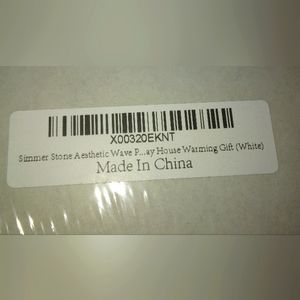 X00320EKNT
Simmer Stone Aesthetic Wave P...ay House Warming Gift (White)
Made In China